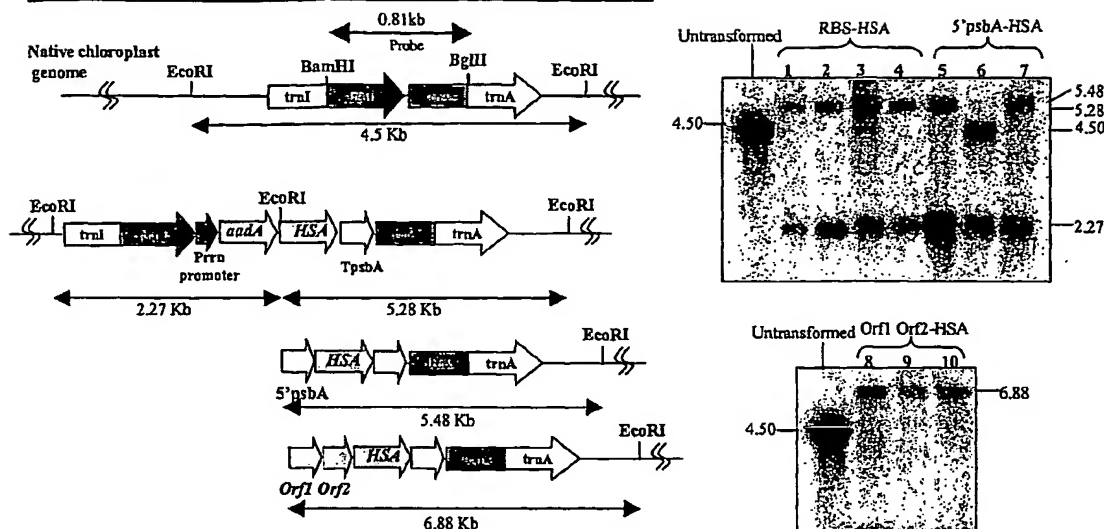 0.81kb
Probe
Native chloroplast
genome
EcoRI
BamHI
BglII
EcoRI
trnI
trnA
4.5 Kb
EcoRI
EcoRI
EcoRI
trnI
aadA
HSA
trnA
Prrn
promoter
TpsbA
2.27 Kb
5.28 Kb
EcoRI
HSA
trnA
5'psbA
5.48 Kb
EcoRI
HSA
trnA
Orf1 Orf2
6.88 Kb
Untransformed
RBS-HSA
5'psbA-HSA
1 2 3 4 5 6 7
5.48
5.28
4.50
4.50
2.27
Untransformed
Orf1 Orf2-HSA
8 9 10
6.88
4.50